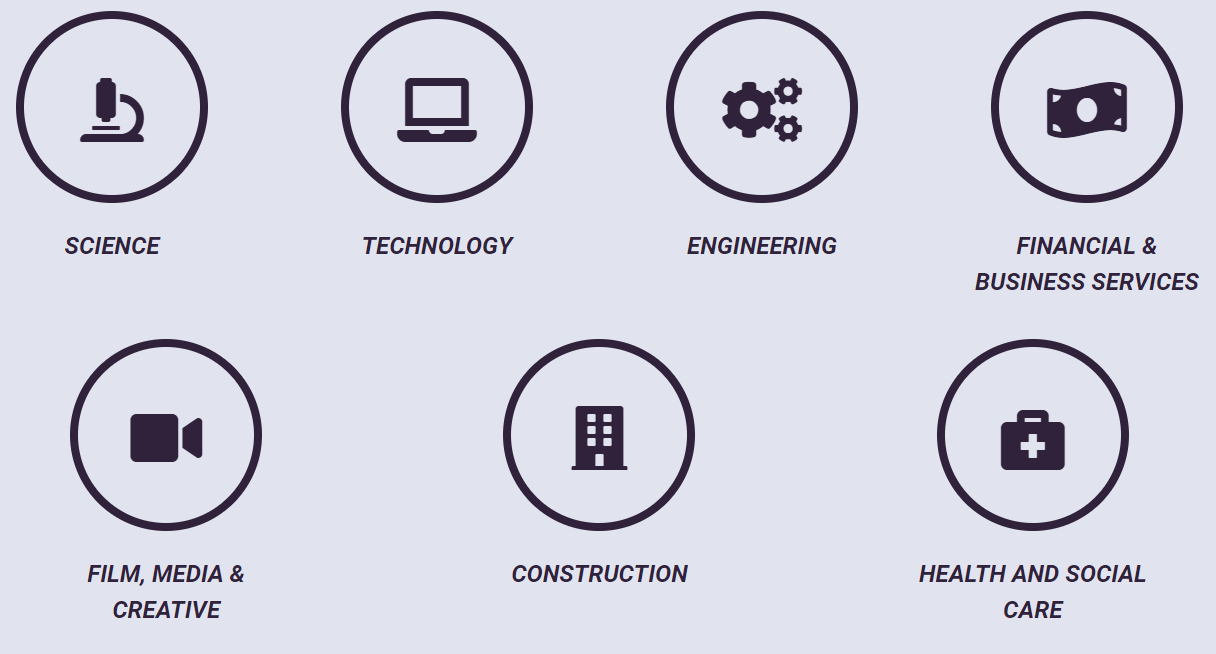 SCIENCE
TECHNOLOGY
ENGINEERING
FINANCIAL &
BUSINESS SERVICES
FILM, MEDIA &
CREATIVE
CONSTRUCTION
HEALTH AND SOCIAL
CARE